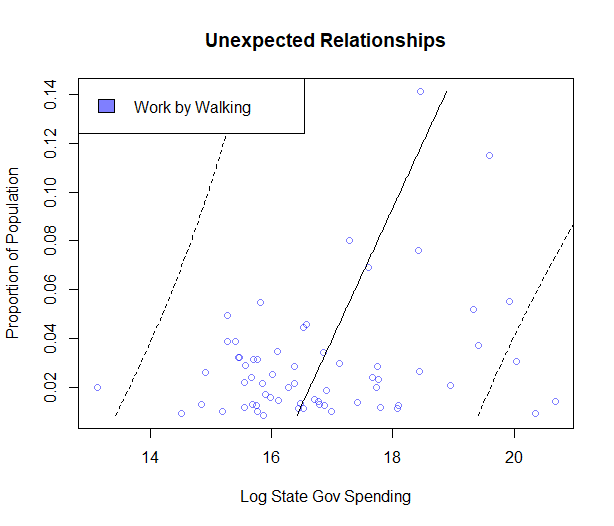 Unexpected Relationships
Work by Walking
Proportion of Population
0.14
0.12
0.10
0.08
0.06
0.04
0.02
14 16 18 20
Log State Gov Spending